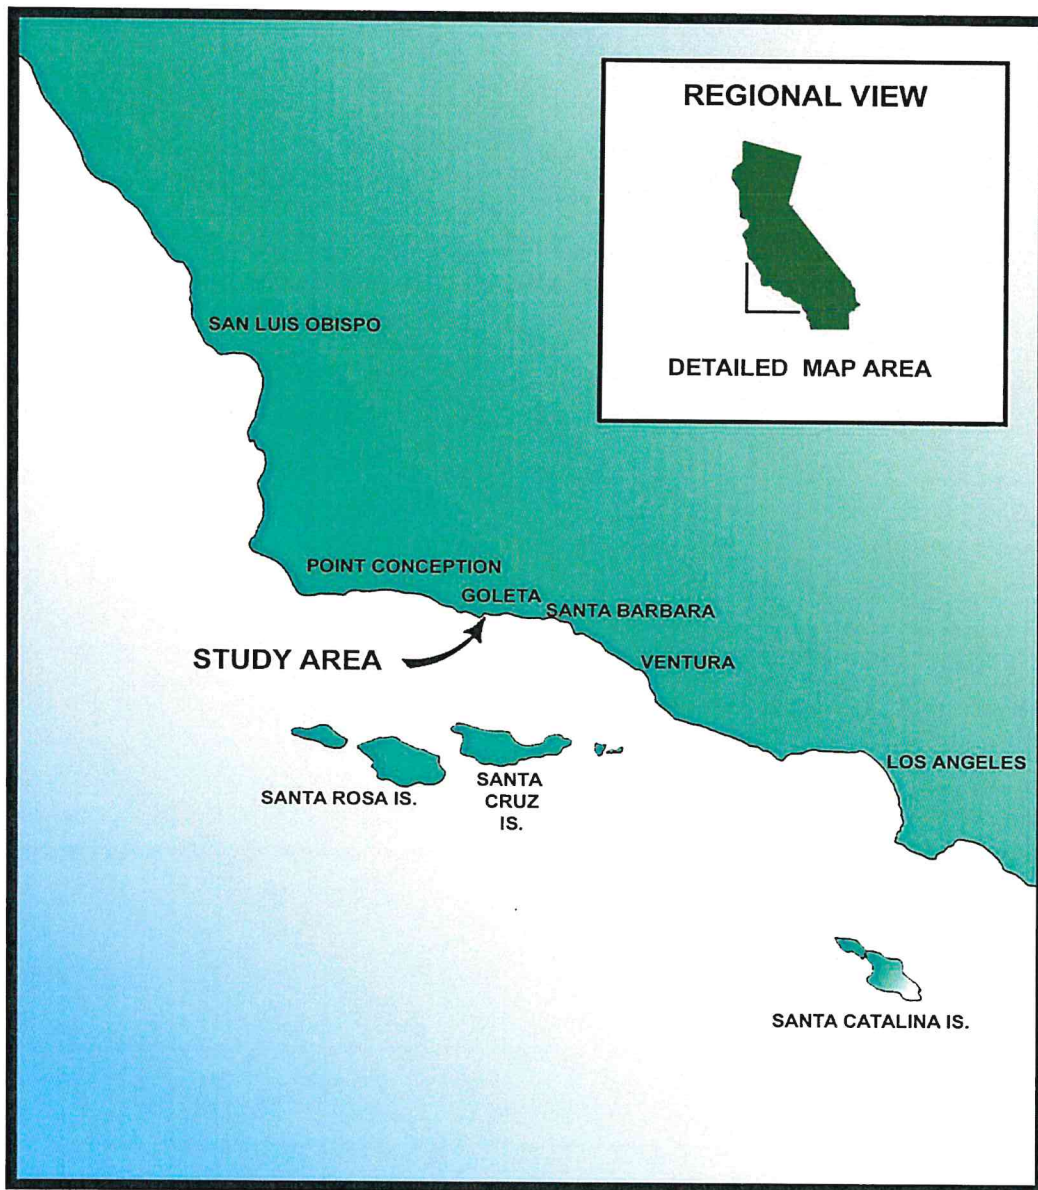 REGIONAL VIEW
DETAILED MAP AREA
SAN LUIS OBISPO
POINT CONCEPTION
GOLETA
SANTA BARBARA
STUDY AREA
VENTURA
LOS ANGELES
SANTA ROSA IS.
SANTA
CRUZ
IS.
SANTA CATALINA IS.